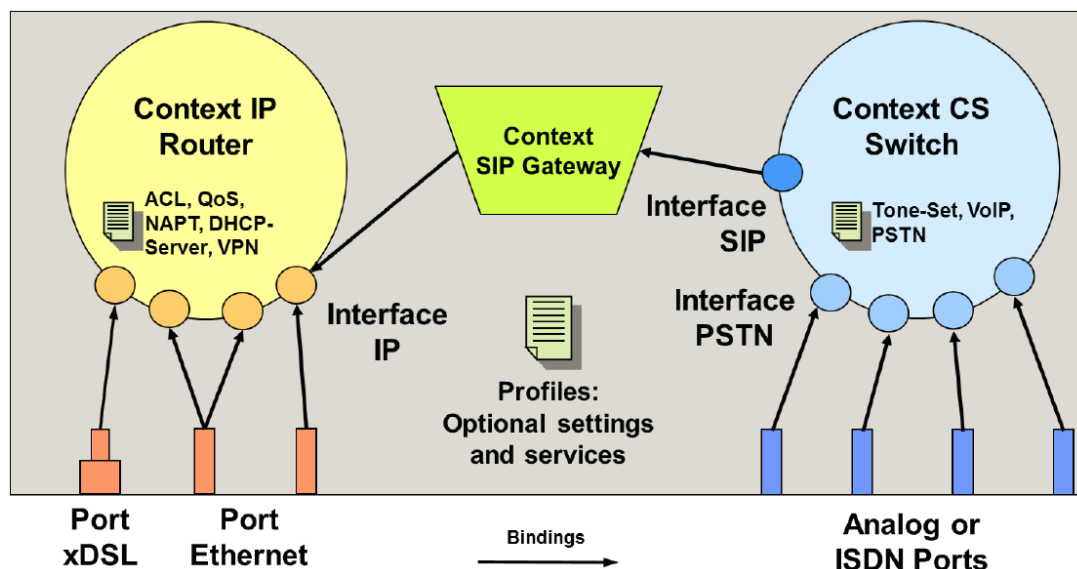 Context IP
Router
ACL, QoS,
NAPT, DHCP-
Server, VPN
Context
SIP Gateway
Context CS
Switch
Tone-Set, VoIP,
PSTN
Interface
SIP
Interface
PSTN
Interface
IP
Profiles:
Optional settings
and services
Port
xDSL
Port
Ethernet
Bindings
Analog or
ISDN Ports